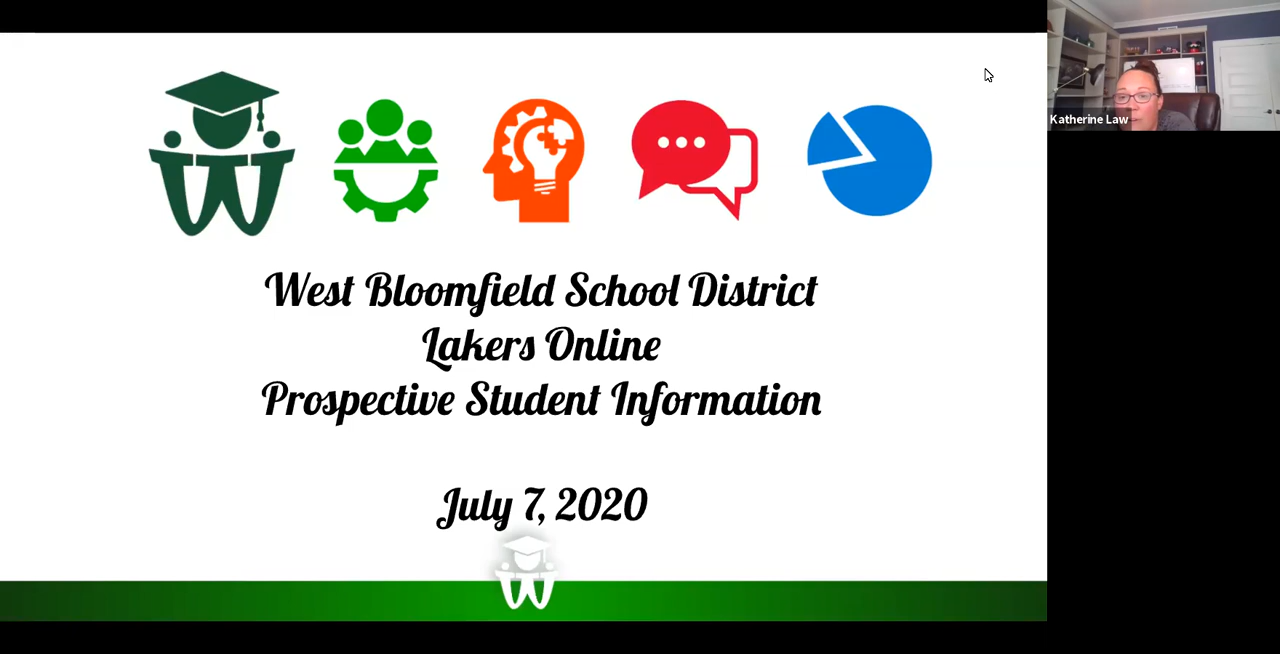 Katherine Law
West Bloomfield School District
Lakers Online
Prospective Student Information
July 7, 2020